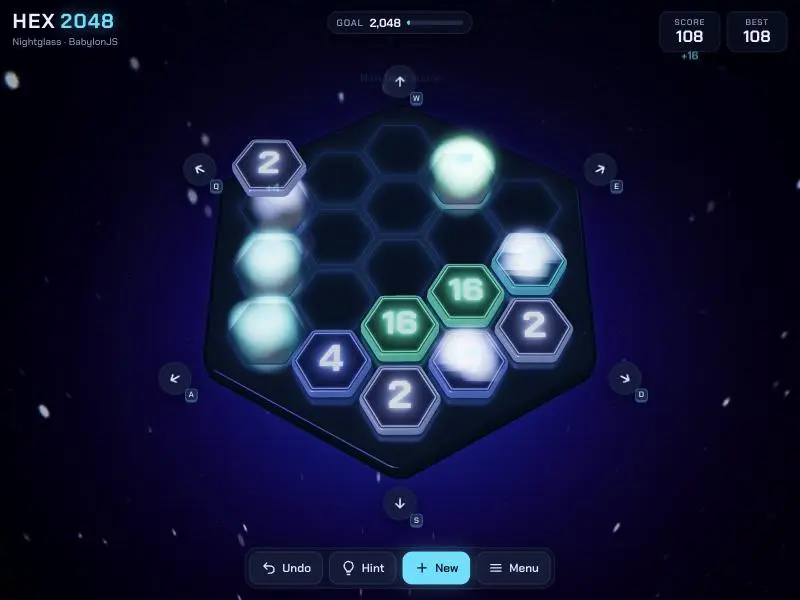 HEX 2048
Nightglass · BabylonJS
GOAL 2,048
SCORE
108
+16
BEST
108
W
Q
E
2
+4
16
16
2
4
2
A
D
S
Undo
Hint
New
Menu